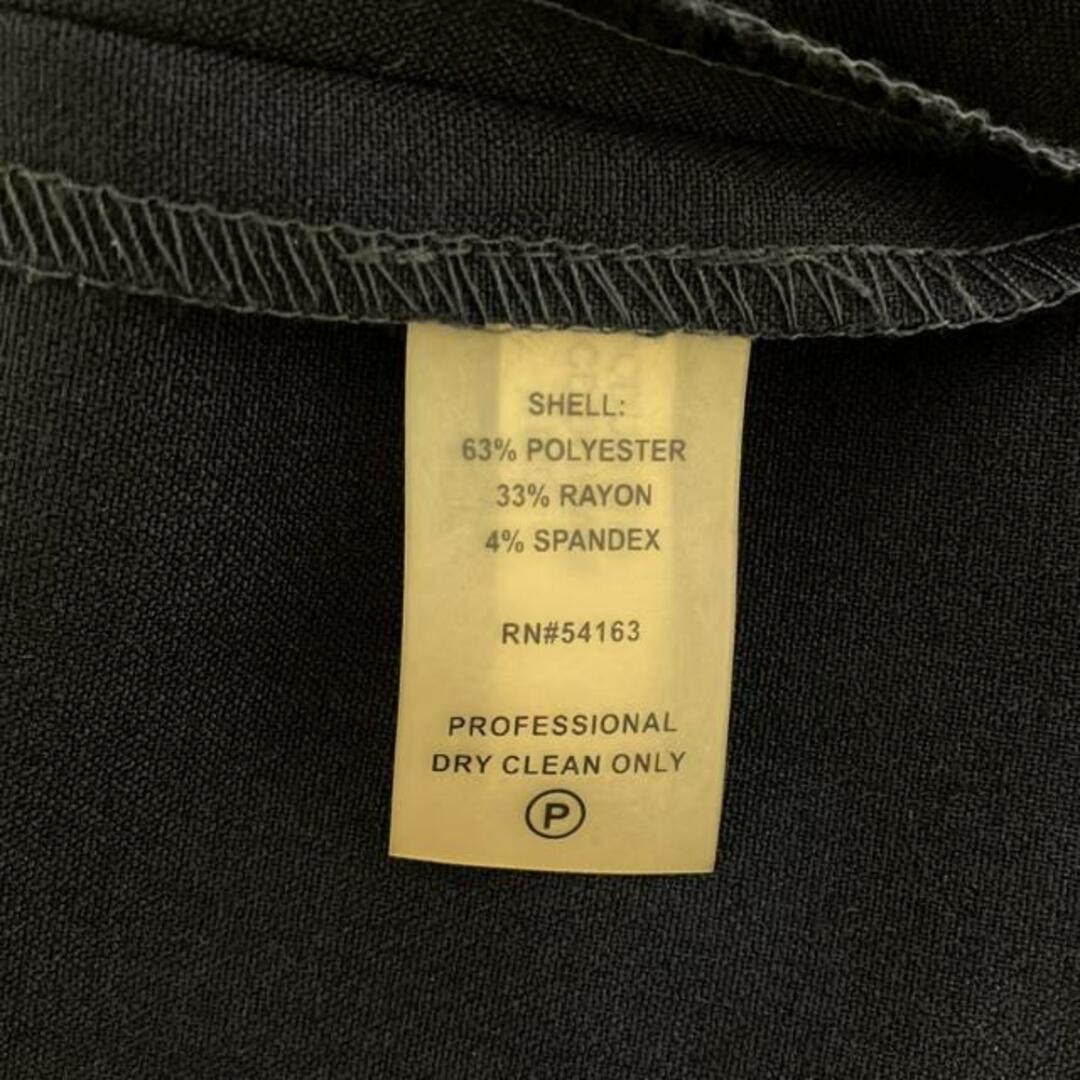 SHELL:
63% POLYESTER
33% RAYON
4% SPANDEX
RN#54163
PROFESSIONAL
DRY CLEAN ONLY
P